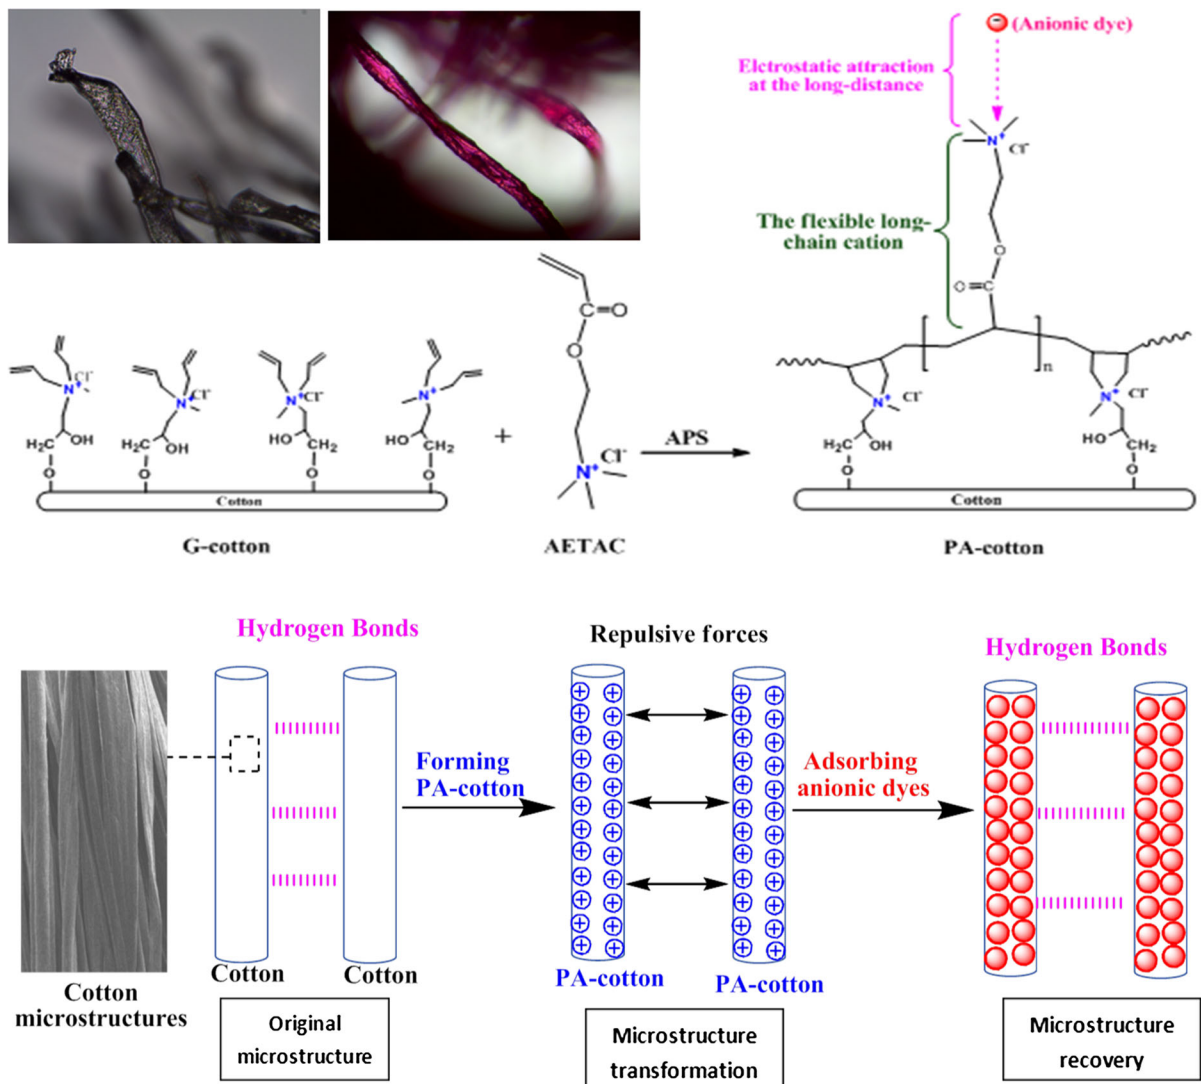 (Anionic dye)
Elctrostatic attraction
at the long-distance
N+
Cl-
The flexible long-
chain cation
O
O=C
n
N+
Cl-
N+
Cl-
H2C
OH
HO
CH2
O
O
Cotton
PA-cotton
Cl-
N+
H2C
OH
O
Cl-
N+
H2C
OH
O
N+
Cl-
HO
CH2
O
N+
Cl-
HO
CH2
O
Cotton
G-cotton
+
C=O
O
Cl-
N+
AETAC
APS
Hydrogen Bonds
Repulsive forces
Hydrogen Bonds
Forming
PA-cotton
Adsorbing
anionic dyes
Cotton
microstructures
Cotton
Cotton
PA-cotton
PA-cotton
Original
microstructure
Microstructure
transformation
Microstructure
recovery